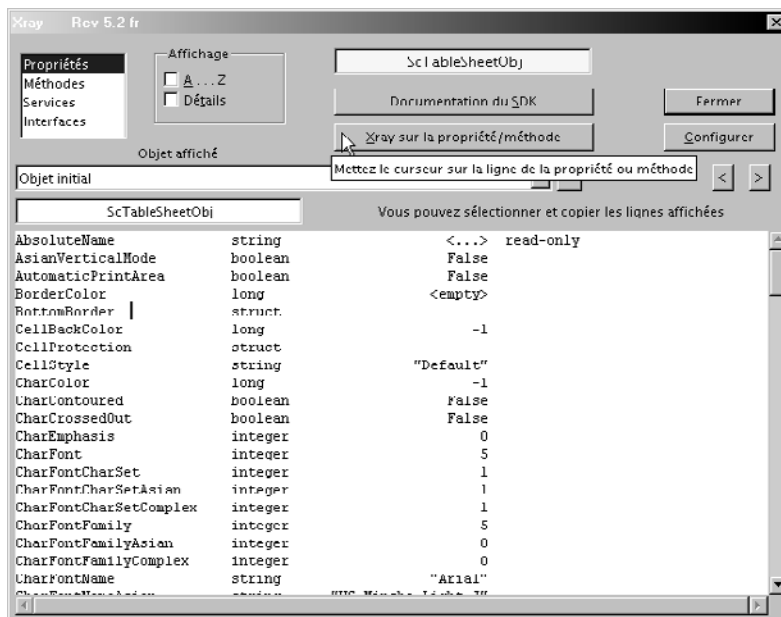 Xray Rev 5.2 fr
Propriétés
Méthodes
Services
Interfaces
Affichage
A...Z
Détails
ScTableSheetObj
Documentation du SDK
Fermer
Xray sur la propriété/méthode
Configurer
Mettez le curseur sur la ligne de la propriété ou méthode
Objet affiché
Objet initial
< >
ScTableSheetObj
Vous pouvez sélectionner et copier les lignes affichées
AbsoluteName string <...> read-only
AsianVerticalMode boolean False
AutomaticPrintArea boolean False
BorderColor long <empty>
BottomBorder struct
CellBackColor long -1
CellProtection struct
CellStyle string "Default"
CharColor long -1
CharContoured boolean False
CharCrossedOut boolean False
CharEmphasis integer 0
CharFont integer 5
CharFontCharSet integer 1
CharFontCharSetAsian integer 1
CharFontCharSetComplex integer 1
CharFontFamily integer 5
CharFontFamilyAsian integer 0
CharFontFamilyComplex integer 0
CharFontName string "Arial"